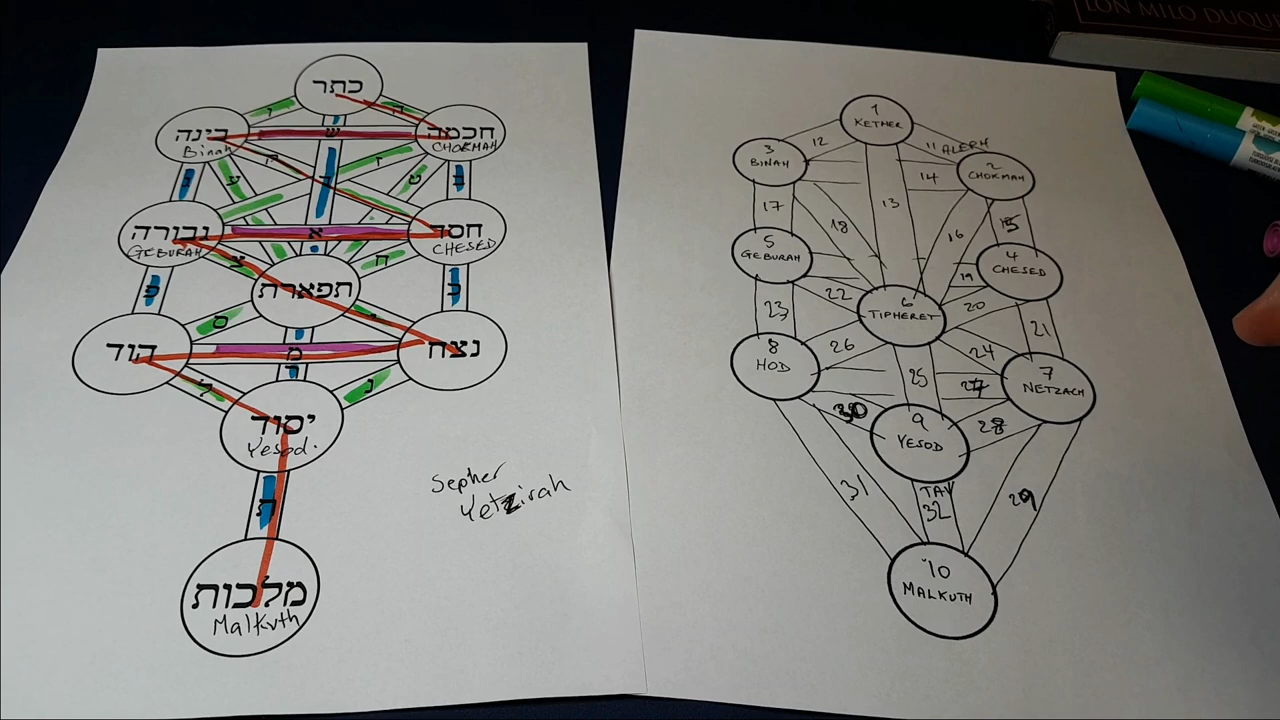 כתר
ו
ה
בינה
Binah
ש
חכמה
CHOKMAH
ז
ג
ע
ד
ט
ב
גבורה
GEBURAH
א
חסד
CHESED
צ
ח
תפארת
פ
כ
ס
הוד
מ
נצח
ר
נ
יסוד
Yesod.
ת
מלכות
Malkuth
Sepher
Yetzirah
1
KETHER
12
11 ALEPH
3
BINAH
2
CHOKMAH
14
17
13
18
16
15
5
GEBURAH
4
CHESED
19
22
6
TIPHERET
20
23
21
26
24
8
HOD
25
27
7
NETZACH
30
9
YESOD
28
31
TAV
32
29
10
MALKUTH
LON MILO DUQUE